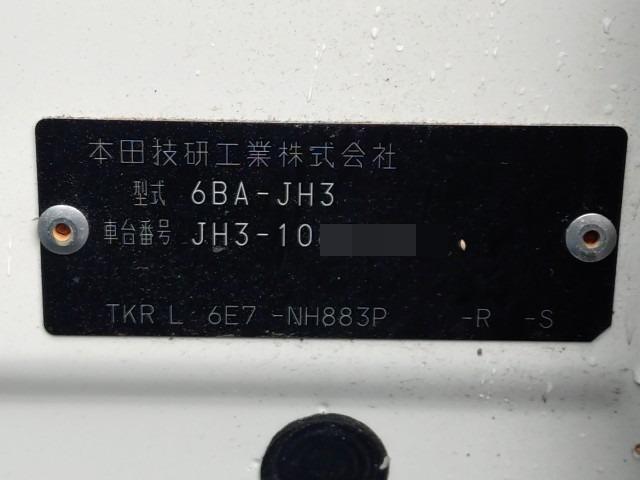 本田技研工業株式会社
型式 6BA-JH3
車台番号 JH3-10
TKR L 6E7 -NH883P -R -S